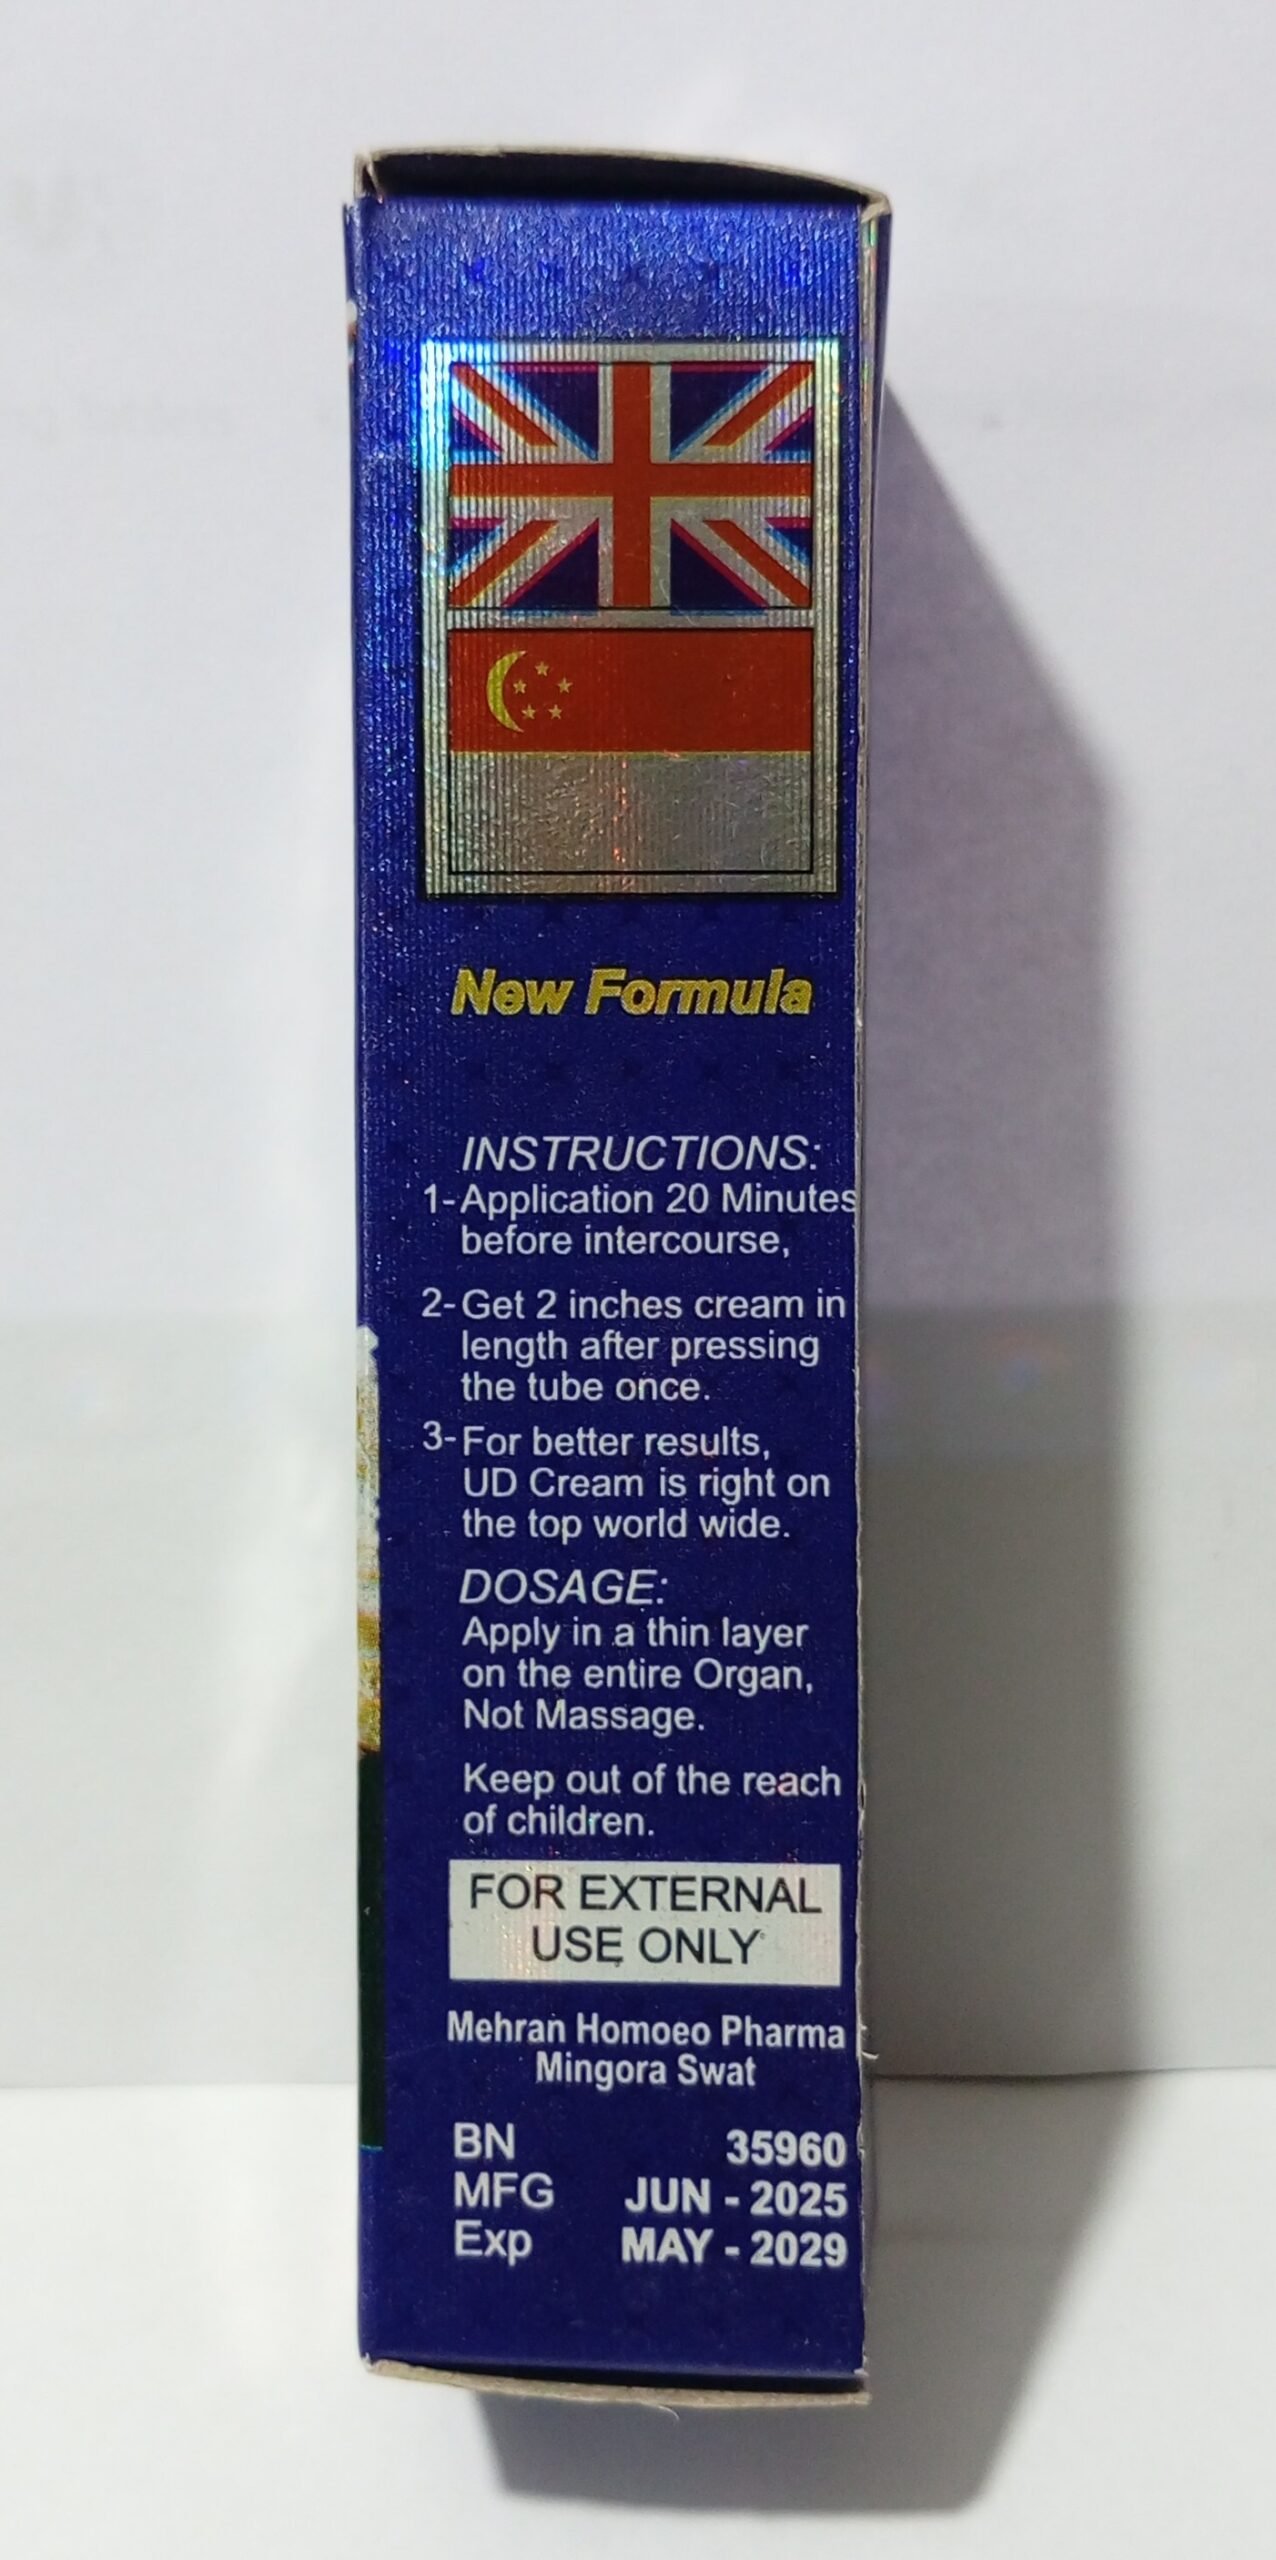 New Formula
INSTRUCTIONS:
1- Application 20 Minutes
before intercourse,
2- Get 2 inches cream in
length after pressing
the tube once.
3- For better results,
UD Cream is right on
the top world wide.
DOSAGE:
Apply in a thin layer
on the entire Organ,
Not Massage.
Keep out of the reach
of children.
FOR EXTERNAL
USE ONLY
Mehran Homoeo Pharma
Mingora Swat
BN 35960
MFG JUN - 2025
Exp MAY - 2029